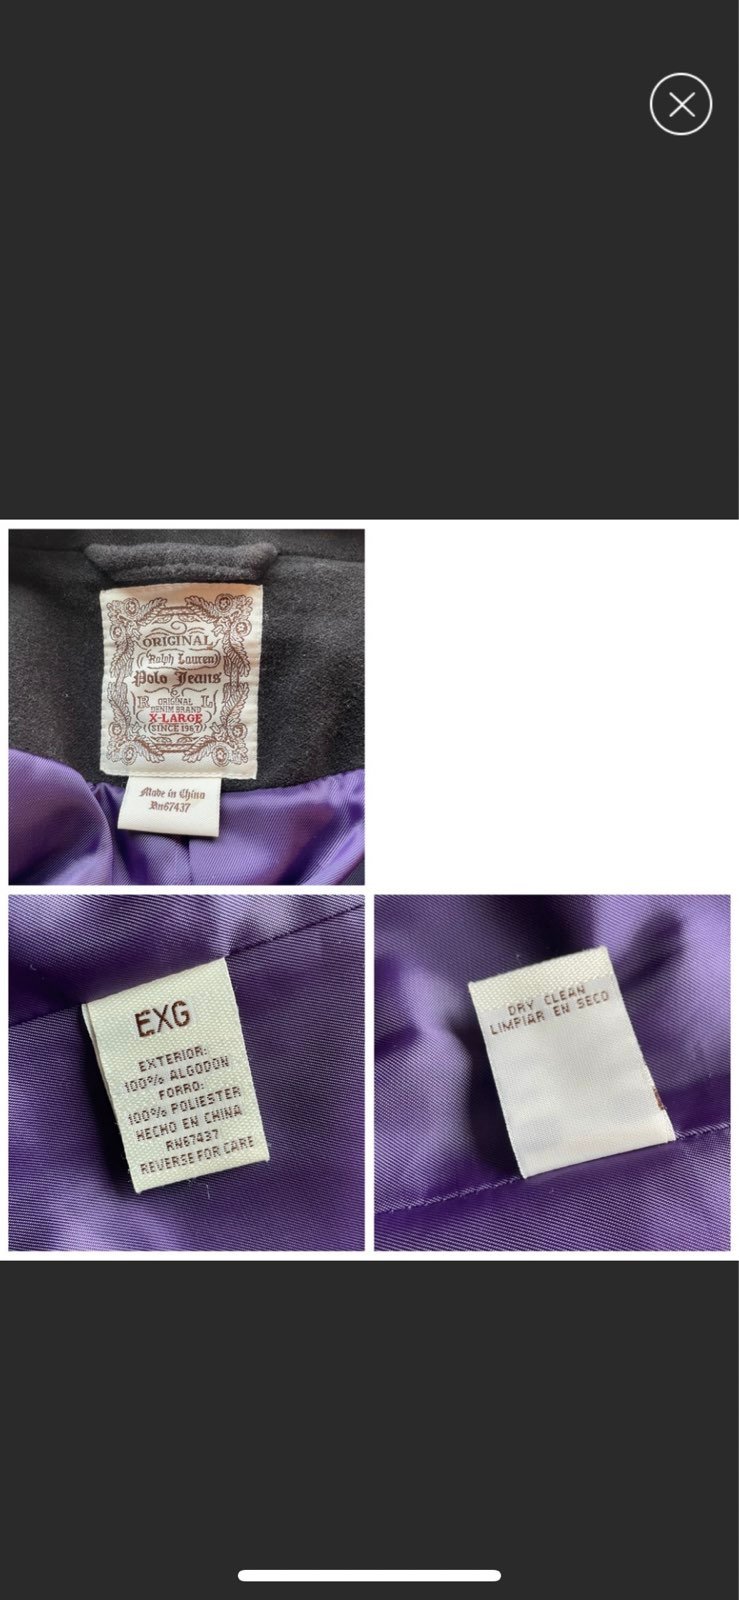 ORIGINAL
Ralph Lauren
Polo Jeans
R L
ORIGINAL
DENIM BRAND
X-LARGE
SINCE 1967
Made in China
Rn67437
EXG
EXTERIOR:
100% ALGODON
FORRO:
100% POLIESTER
HECHO EN CHINA
RN67437
REVERSE FOR CARE
DRY CLEAN
LIMPIAR EN SECO